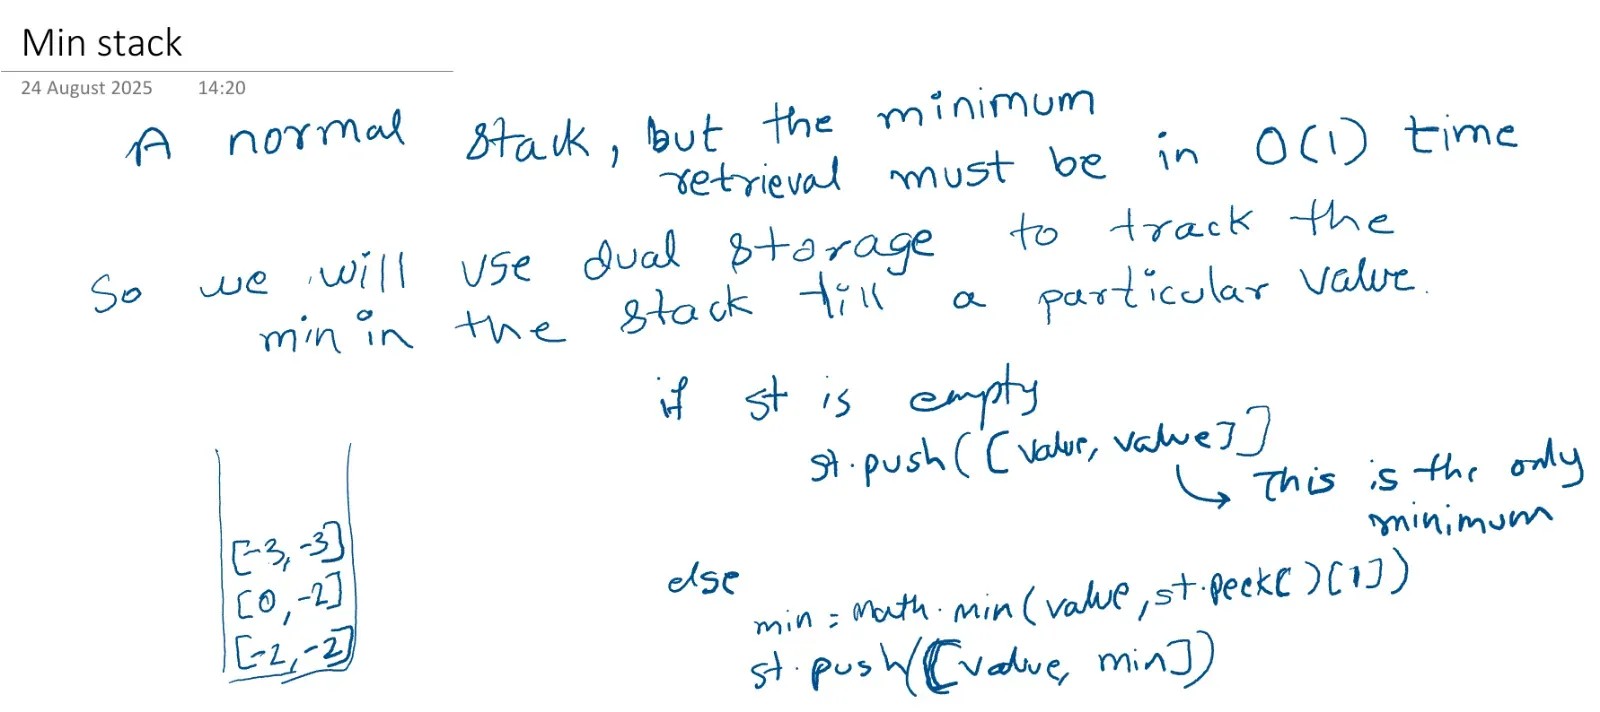 Min stack
24 August 2025 14:20
A normal stack, but the minimum
retrieval must be in O(1) time
So we will use dual storage to track the
min in the stack till a particular value.
if st is empty
st.push([value, value]]
This is the only
minimum
[-3, -3]
[0, -2]
[-2, -2]
else
min = Math.min(value, st.peek()[1])
st.push([value, min])